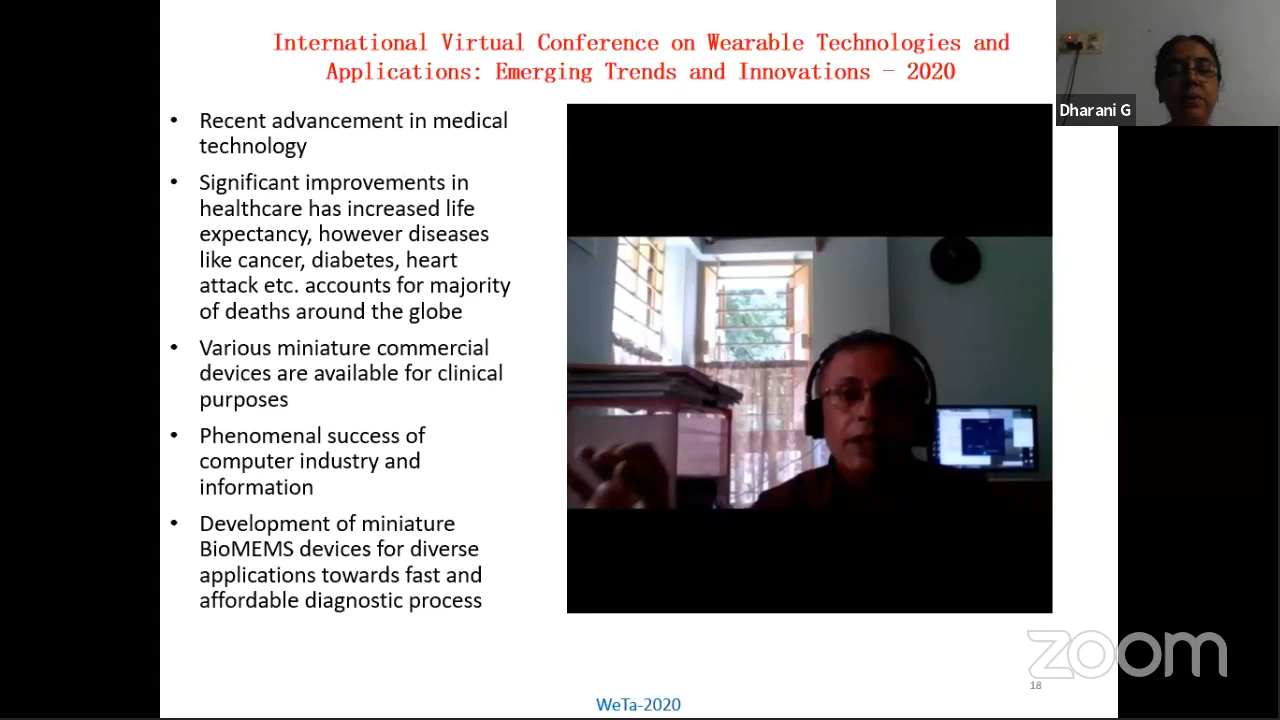 International Virtual Conference on Wearable Technologies and
Applications: Emerging Trends and Innovations - 2020
Dharani G
• Recent advancement in medical
technology
• Significant improvements in
healthcare has increased life
expectancy, however diseases
like cancer, diabetes, heart
attack etc. accounts for majority
of deaths around the globe
• Various miniature commercial
devices are available for clinical
purposes
• Phenomenal success of
computer industry and
information
• Development of miniature
BioMEMS devices for diverse
applications towards fast and
affordable diagnostic process
zoom
18
WeTa-2020